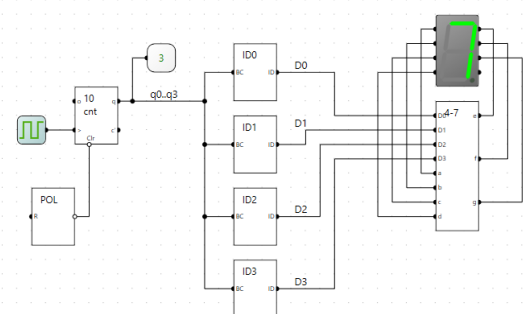 3
ID0
BC
ID
D0
10
cnt
o
q
>
c'
Clr
q0..q3
ID1
BC
ID
D1
4-7
D0
D1
D2
D3
a
b
c
d
e
f
g
POL
R
ID2
BC
ID
D2
ID3
BC
ID
D3